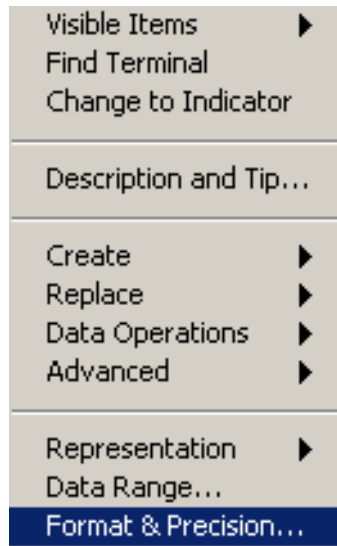 Visible Items
Find Terminal
Change to Indicator
Description and Tip...
Create
Replace
Data Operations
Advanced
Representation
Data Range...
Format & Precision...